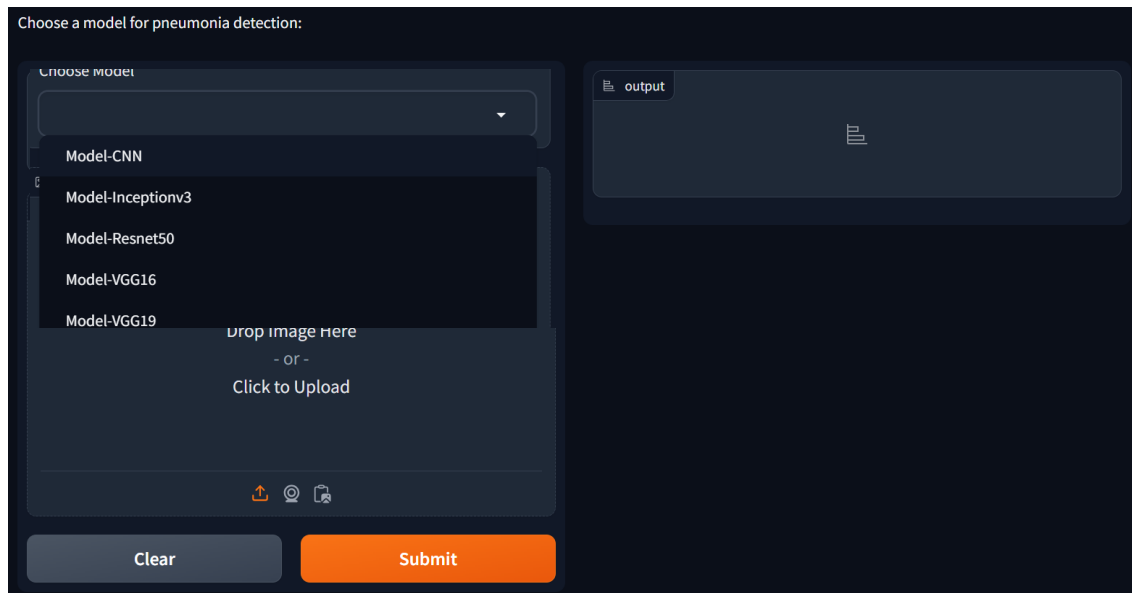 Choose a model for pneumonia detection:
Choose Model
Model-CNN
Model-Inceptionv3
Model-Resnet50
Model-VGG16
Model-VGG19
Drop Image Here
- or -
Click to Upload
Clear
Submit
output